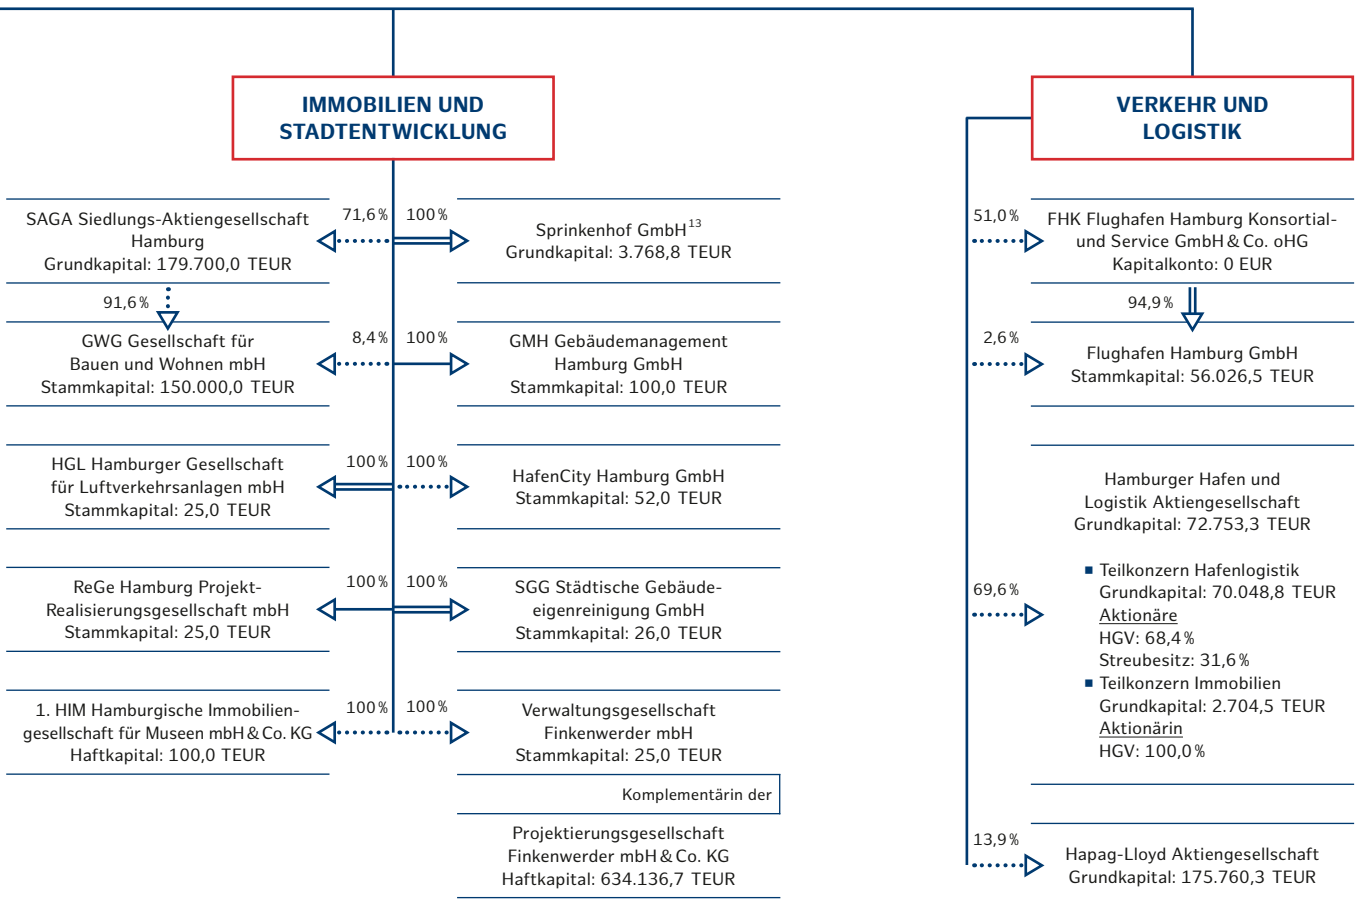 IMMOBILIEN UND
STADTENTWICKLUNG
SAGA Siedlungs-Aktiengesellschaft
Hamburg
Grundkapital: 179.700,0 TEUR
71,6 %
100 %
Sprinkenhof GmbH¹³
Grundkapital: 3.768,8 TEUR
91,6 %
GWG Gesellschaft für
Bauen und Wohnen mbH
Stammkapital: 150.000,0 TEUR
8,4 %
100 %
GMH Gebäudemanagement
Hamburg GmbH
Stammkapital: 100,0 TEUR
HGL Hamburger Gesellschaft
für Luftverkehrsanlagen mbH
Stammkapital: 25,0 TEUR
100 %
100 %
HafenCity Hamburg GmbH
Stammkapital: 52,0 TEUR
ReGe Hamburg Projekt-
Realisierungsgesellschaft mbH
Stammkapital: 25,0 TEUR
100 %
100 %
SGG Städtische Gebäude-
eigenreinigung GmbH
Stammkapital: 26,0 TEUR
1. HIM Hamburgische Immobilien-
gesellschaft für Museen mbH & Co. KG
Haftkapital: 100,0 TEUR
100 %
100 %
Verwaltungsgesellschaft
Finkenwerder mbH
Stammkapital: 25,0 TEUR
Komplementärin der
Projektierungsgesellschaft
Finkenwerder mbH & Co. KG
Haftkapital: 634.136,7 TEUR
VERKEHR UND
LOGISTIK
51,0 %
FHK Flughafen Hamburg Konsortial-
und Service GmbH & Co. oHG
Kapitalkonto: 0 EUR
94,9 %
2,6 %
Flughafen Hamburg GmbH
Stammkapital: 56.026,5 TEUR
69,6 %
Hamburger Hafen und
Logistik Aktiengesellschaft
Grundkapital: 72.753,3 TEUR
■ Teilkonzern Hafenlogistik
Grundkapital: 70.048,8 TEUR
Aktionäre
HGV: 68,4 %
Streubesitz: 31,6 %
■ Teilkonzern Immobilien
Grundkapital: 2.704,5 TEUR
Aktionärin
HGV: 100,0 %
13,9 %
Hapag-Lloyd Aktiengesellschaft
Grundkapital: 175.760,3 TEUR